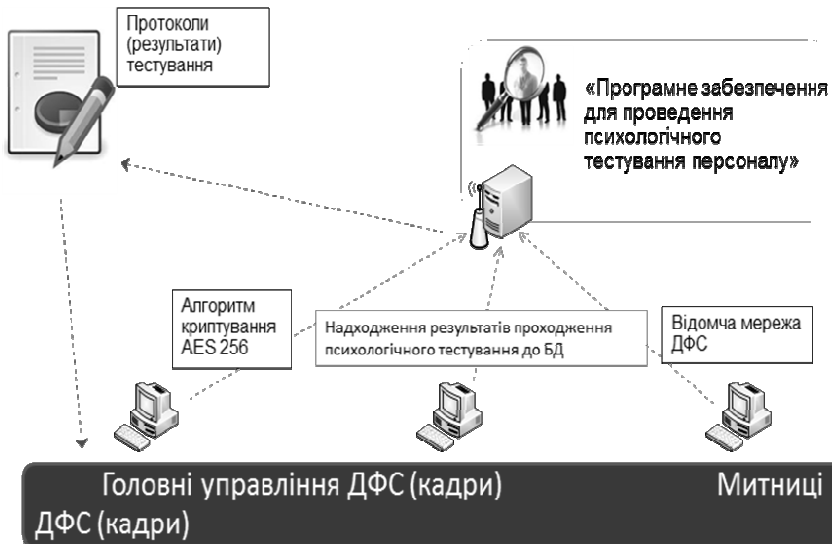 Протоколи
(результати)
тестування
«Програмне забезпечення
для проведення
психологічного
тестування персоналу»
Алгоритм
криптування
AES 256
Надходження результатів проходження
психологічного тестування до БД
Відомча мережа
ДФС
Головні управління ДФС (кадри) Митниці
ДФС (кадри)